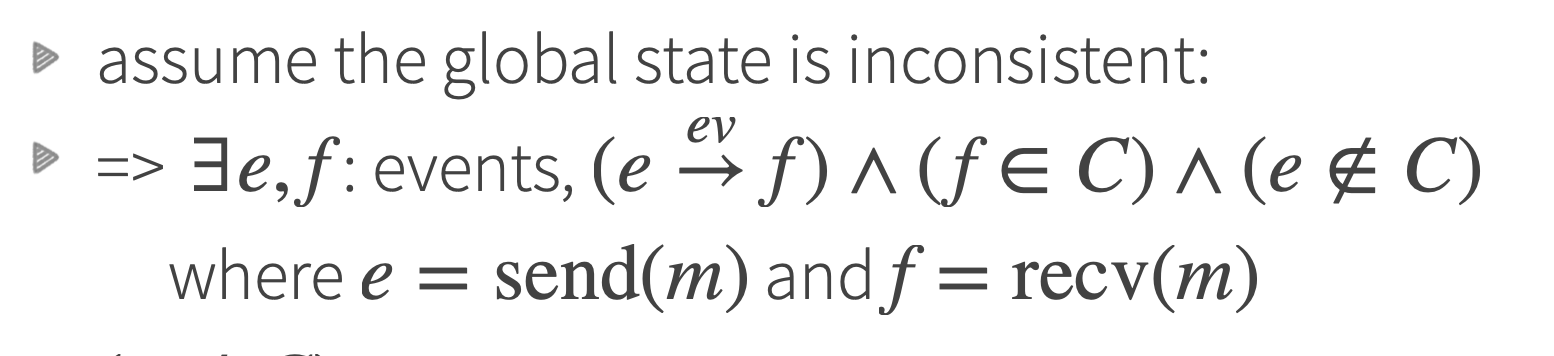 assume the global state is inconsistent:
=> ∃e, f: events, (e →^{ev} f) ∧ (f ∈ C) ∧ (e ∉ C)
where e = send(m) and f = recv(m)